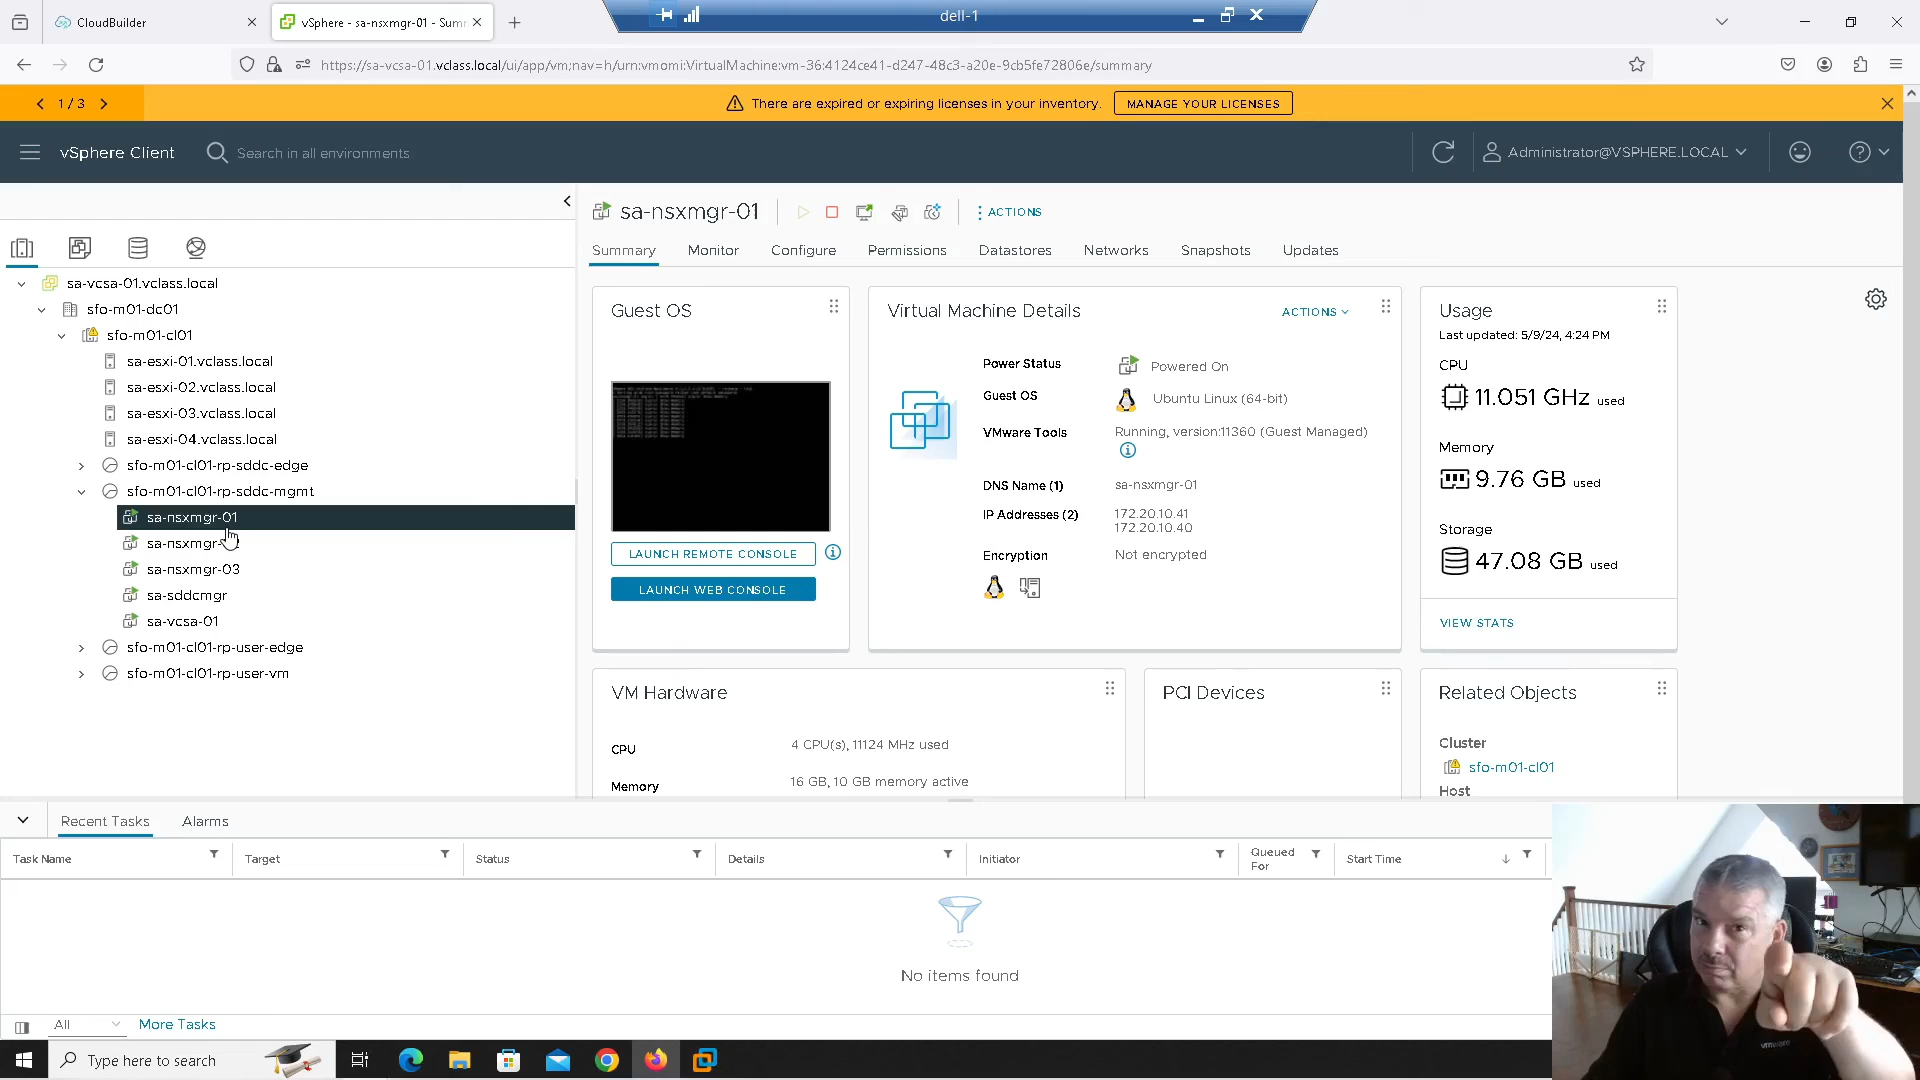 CloudBuilder
vSphere - sa-nsxmgr-01 - Sum
dell-1
https://sa-vcsa-01.vclass.local/ui/app/vm;nav=h/urn:vmomi:VirtualMachine:vm-36:4124ce41-d247-48c3-a20e-9cb5fe72806e/summary
1 / 3
There are expired or expiring licenses in your inventory.
MANAGE YOUR LICENSES
vSphere Client
Search in all environments
Administrator@VSPHERE.LOCAL
sa-nsxmgr-01
ACTIONS
Summary
Monitor
Configure
Permissions
Datastores
Networks
Snapshots
Updates
sa-vcsa-01.vclass.local
sfo-m01-dc01
sfo-m01-cl01
sa-esxi-01.vclass.local
sa-esxi-02.vclass.local
sa-esxi-03.vclass.local
sa-esxi-04.vclass.local
sfo-m01-cl01-rp-sddc-edge
sfo-m01-cl01-rp-sddc-mgmt
sa-nsxmgr-01
sa-nsxmgr-
sa-nsxmgr-03
sa-sddcmgr
sa-vcsa-01
sfo-m01-cl01-rp-user-edge
sfo-m01-cl01-rp-user-vm
Guest OS
LAUNCH REMOTE CONSOLE
LAUNCH WEB CONSOLE
Virtual Machine Details
ACTIONS
Power Status
Powered On
Guest OS
Ubuntu Linux (64-bit)
VMware Tools
Running, version:11360 (Guest Managed)
DNS Name (1)
sa-nsxmgr-01
IP Addresses (2)
172.20.10.41
172.20.10.40
Encryption
Not encrypted
Usage
Last updated: 5/9/24, 4:24 PM
CPU
11.051 GHz used
Memory
9.76 GB used
Storage
47.08 GB used
VIEW STATS
VM Hardware
CPU
4 CPU(s), 11124 MHz used
Memory
16 GB, 10 GB memory active
PCI Devices
Related Objects
Cluster
sfo-m01-cl01
Host
Recent Tasks
Alarms
Task Name
Target
Status
Details
Initiator
Queued
For
Start Time
No items found
All
More Tasks
Type here to search
vmware